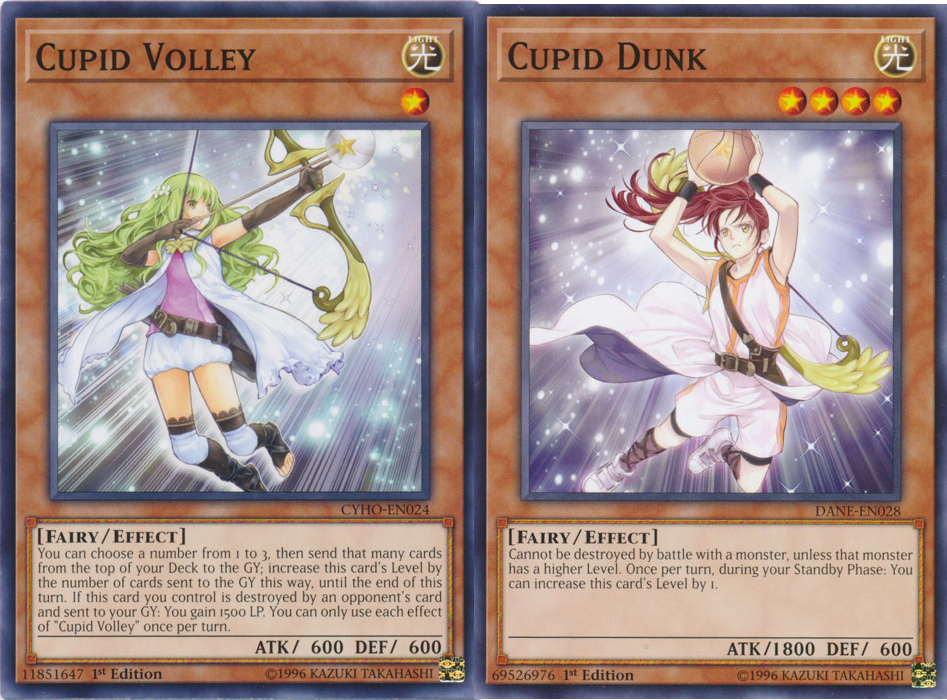 CUPID VOLLEY
LIGHT
光
CYHO-EN024
[FAIRY/EFFECT]
You can choose a number from 1 to 3, then send that many cards
from the top of your Deck to the GY; increase this card's Level by
the number of cards sent to the GY this way, until the end of this
turn. If this card you control is destroyed by an opponent's card
and sent to your GY: You gain 1500 LP. You can only use each effect
of "Cupid Volley" once per turn.
ATK/ 600 DEF/ 600
11851647 1st Edition ©1996 KAZUKI TAKAHASHI
CUPID DUNK
LIGHT
光
DANE-EN028
[FAIRY/EFFECT]
Cannot be destroyed by battle with a monster, unless that monster
has a higher Level. Once per turn, during your Standby Phase: You
can increase this card's Level by 1.
ATK/1800 DEF/ 600
69526976 1st Edition ©1996 KAZUKI TAKAHASHI